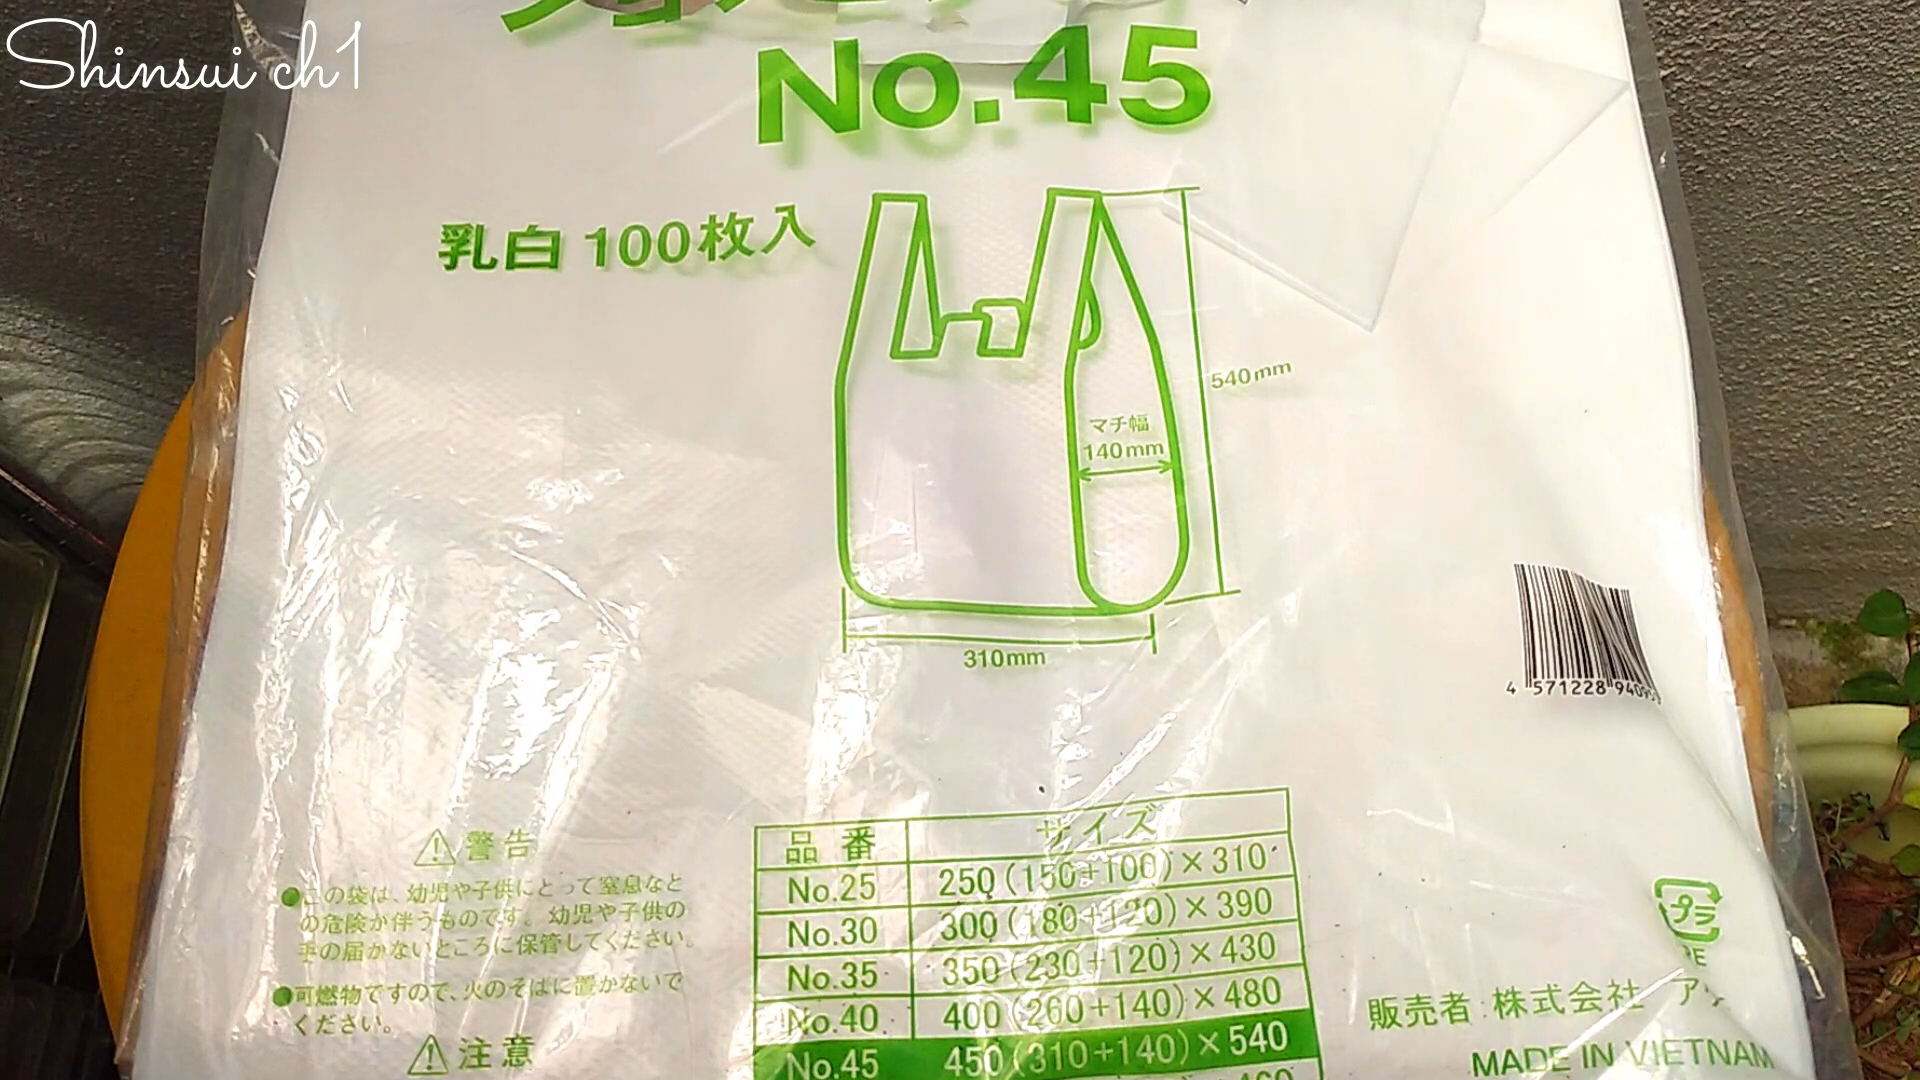 Shinsui ch1
No.45
乳白 100枚入
540mm
マチ幅
140mm
310mm
4 571228
⚠警告
品番 サイズ
No.25 250(150+100)×310
No.30 300(180+120)×390
No.35 350(230+120)×430
No.40 400(260+140)×480
No.45 450(310+140)×540
●この袋は、幼児や子供にとって窒息など
の危険が伴うものです。幼児や子供の
手の届かないところに保管してください。
●可燃物ですので、火のそばに置かないで
ください。
⚠注意
プラ
PE
販売者:株式会社
MADE IN VIETNAM